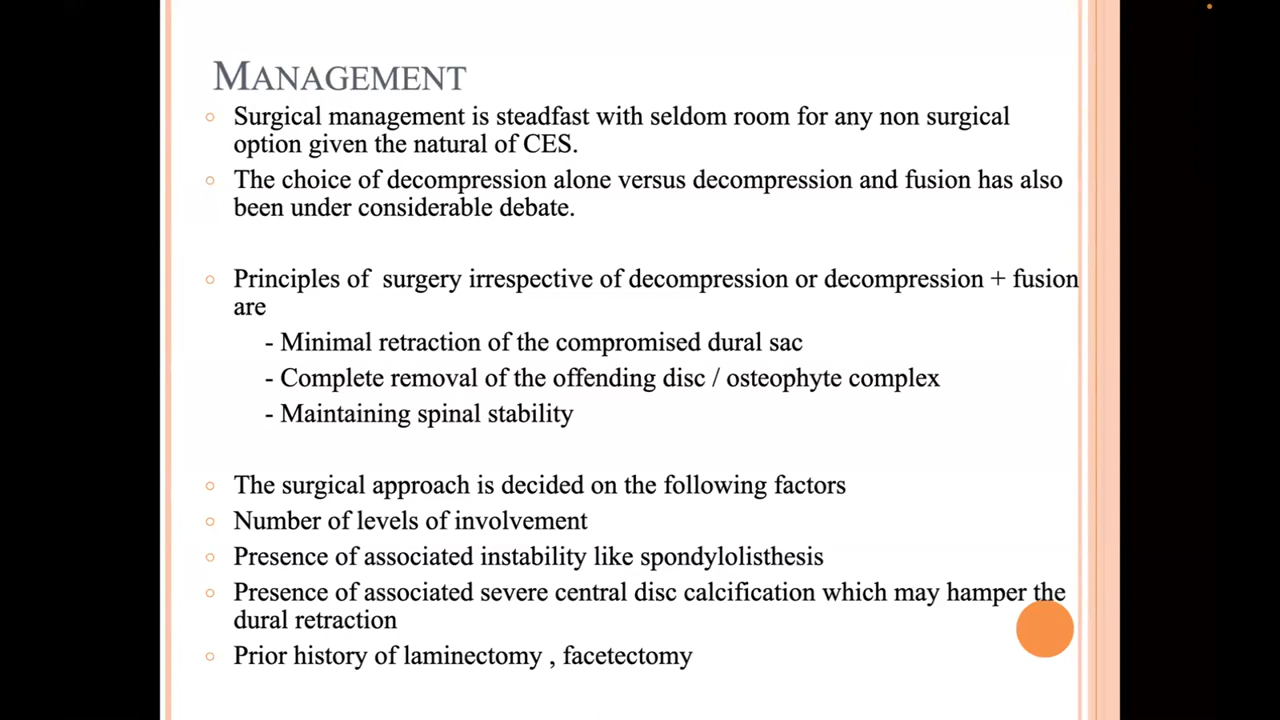 MANAGEMENT
Surgical management is steadfast with seldom room for any non surgical
option given the natural of CES.
The choice of decompression alone versus decompression and fusion has also
been under considerable debate.
Principles of surgery irrespective of decompression or decompression + fusion
are
- Minimal retraction of the compromised dural sac
- Complete removal of the offending disc / osteophyte complex
- Maintaining spinal stability
The surgical approach is decided on the following factors
Number of levels of involvement
Presence of associated instability like spondylolisthesis
Presence of associated severe central disc calcification which may hamper the
dural retraction
Prior history of laminectomy , facetectomy